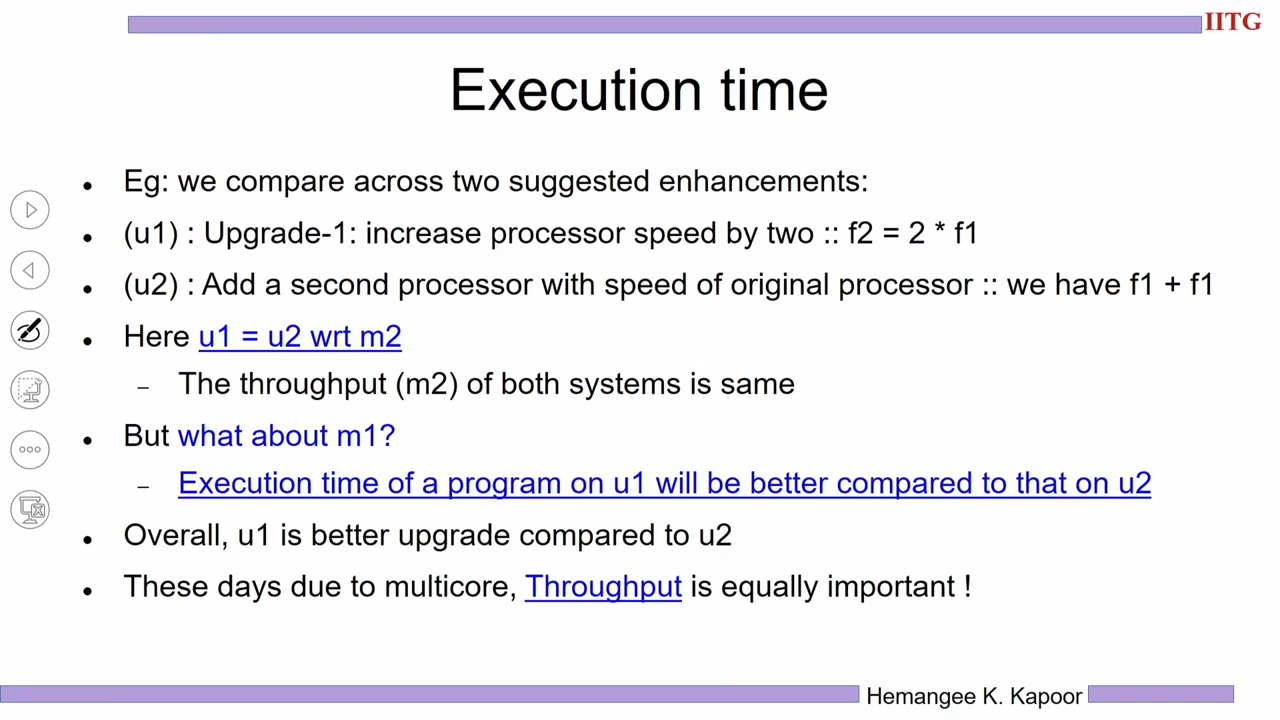 IITG
Execution time
• Eg: we compare across two suggested enhancements:
• (u1) : Upgrade-1: increase processor speed by two :: f2 = 2 * f1
• (u2) : Add a second processor with speed of original processor :: we have f1 + f1
• Here u1 = u2 wrt m2
– The throughput (m2) of both systems is same
• But what about m1?
– Execution time of a program on u1 will be better compared to that on u2
• Overall, u1 is better upgrade compared to u2
• These days due to multicore, Throughput is equally important !
Hemangee K. Kapoor